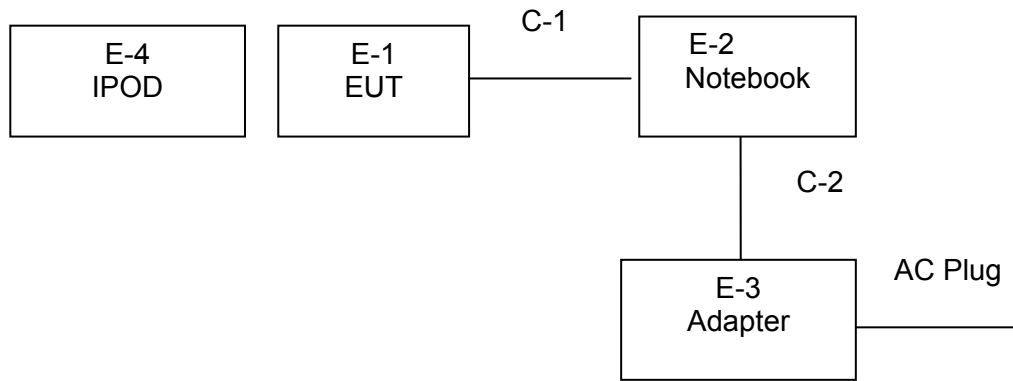 C-1
E-4
IPOD
E-1
EUT
E-2
Notebook
C-2
AC Plug
E-3
Adapter